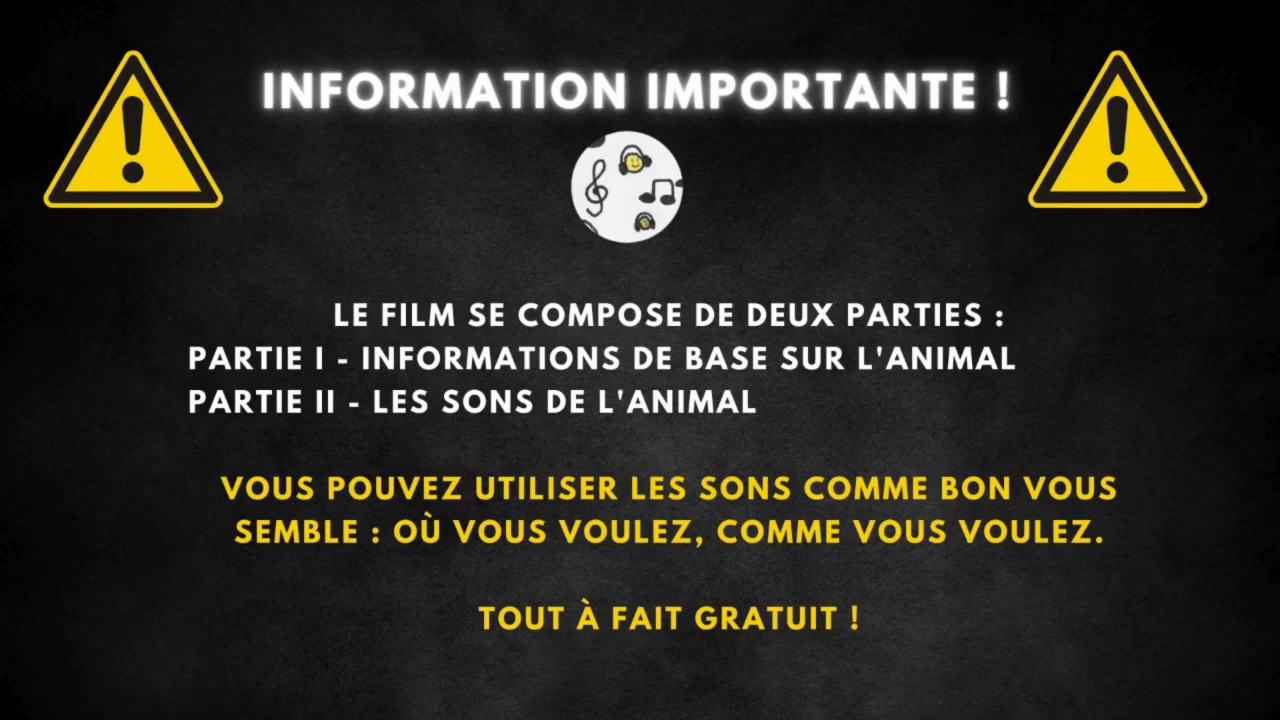 INFORMATION IMPORTANTE !
LE FILM SE COMPOSE DE DEUX PARTIES :
PARTIE I - INFORMATIONS DE BASE SUR L'ANIMAL
PARTIE II - LES SONS DE L'ANIMAL
VOUS POUVEZ UTILISER LES SONS COMME BON VOUS
SEMBLE : OÙ VOUS VOULEZ, COMME VOUS VOULEZ.
TOUT À FAIT GRATUIT !